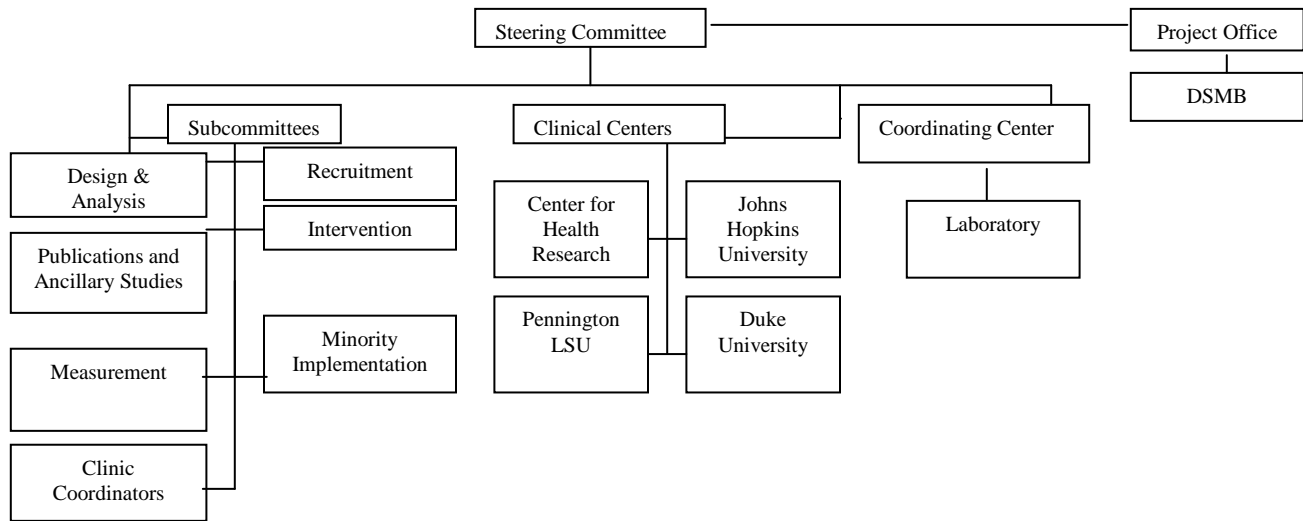 Steering Committee
Project Office
DSMB
Subcommittees
Clinical Centers
Coordinating Center
Design &
Analysis
Recruitment
Publications and
Ancillary Studies
Intervention
Measurement
Minority
Implementation
Clinic
Coordinators
Center for
Health
Research
Johns
Hopkins
University
Pennington
LSU
Duke
University
Laboratory